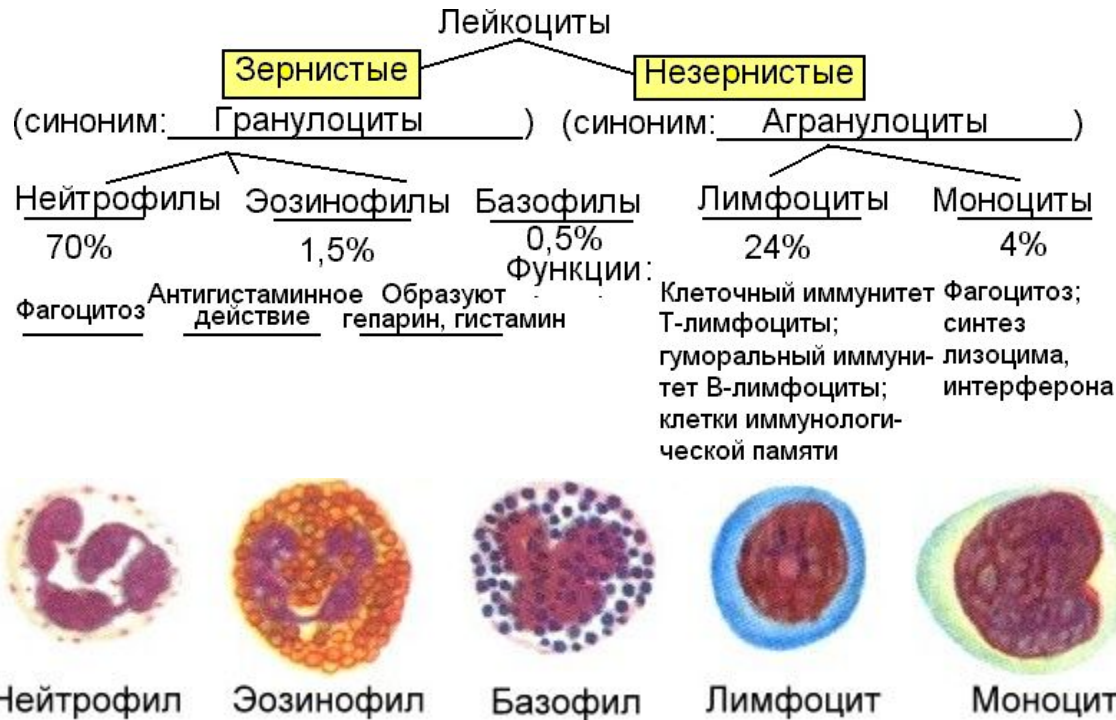 Лейкоциты
Зернистые Незернистые
(синоним: Гранулоциты ) (синоним: Агранулоциты )
Нейтрофилы Эозинофилы Базофилы Лимфоциты Моноциты
70% 1,5% 0,5% 24% 4%
Функции:
Фагоцитоз
Антигистаминное
действие
Образуют
гепарин, гистамин
Клеточный иммунитет
Т-лимфоциты;
гуморальный иммуни-
тет В-лимфоциты;
клетки иммунологи-
ческой памяти
Фагоцитоз;
синтез
лизоцима,
интерферона
Нейтрофил Эозинофил Базофил Лимфоцит Моноцит